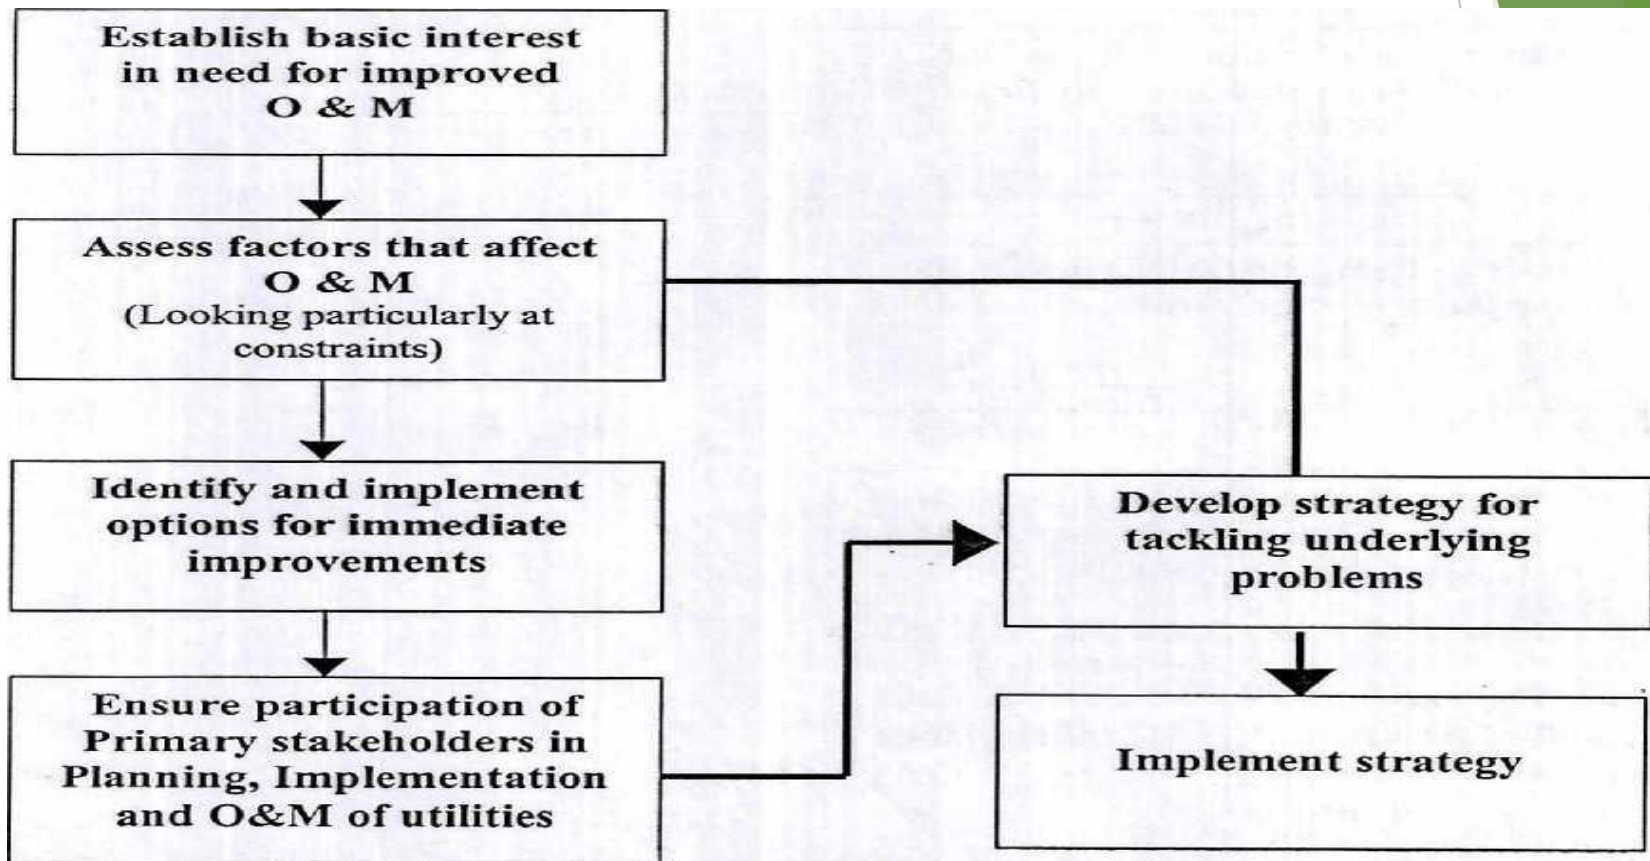 Establish basic interest
in need for improved
O & M
Assess factors that affect
O & M
(Looking particularly at
constraints)
Identify and implement
options for immediate
improvements
Ensure participation of
Primary stakeholders in
Planning, Implementation
and O&M of utilities
Develop strategy for
tackling underlying
problems
Implement strategy